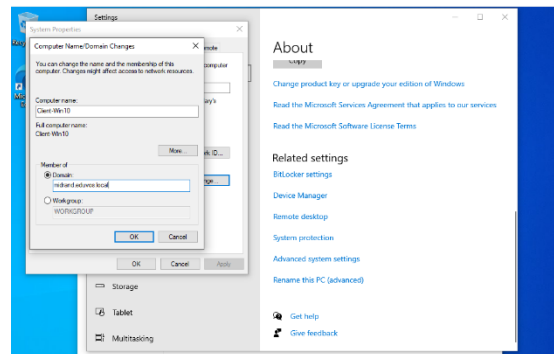 Settings
System Properties
Computer Name/Domain Changes
You can change the name and the membership of this
computer. Changes might affect access to network resources.
Computer name:
Client-Win10
Full computer name:
Client-Win10
More...
Member of
Domain:
midrand.eduvos.local
Workgroup:
WORKGROUP
OK
Cancel
OK
Cancel
Apply
Storage
Tablet
Multitasking
About
Copy
Change product key or upgrade your edition of Windows
Read the Microsoft Services Agreement that applies to our services
Read the Microsoft Software License Terms
Related settings
BitLocker settings
Device Manager
Remote desktop
System protection
Advanced system settings
Rename this PC (advanced)
Get help
Give feedback